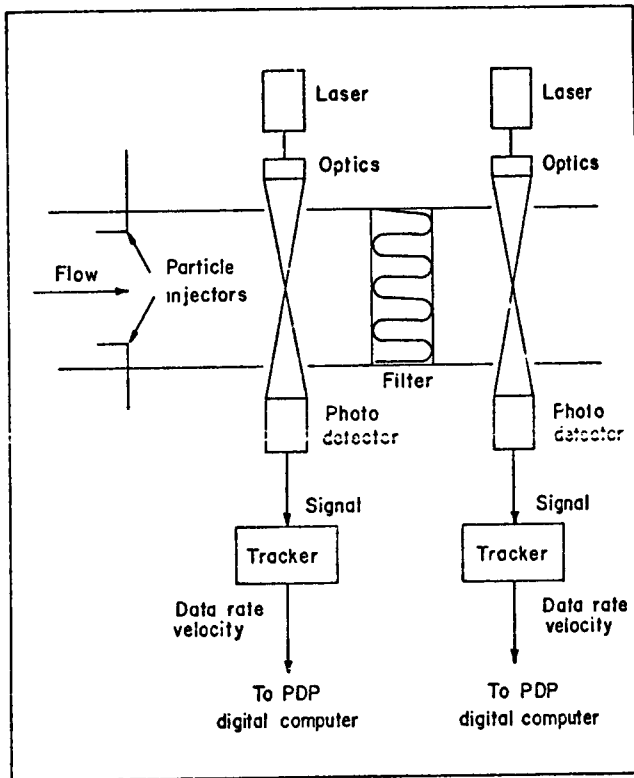 Laser
Laser
Optics
Optics
Flow
Particle
injectors
Filter
Photo
detector
Photo
detector
Signal
Signal
Tracker
Tracker
Data rate
velocity
Data rate
velocity
To PDP
digital computer
To PDP
digital computer